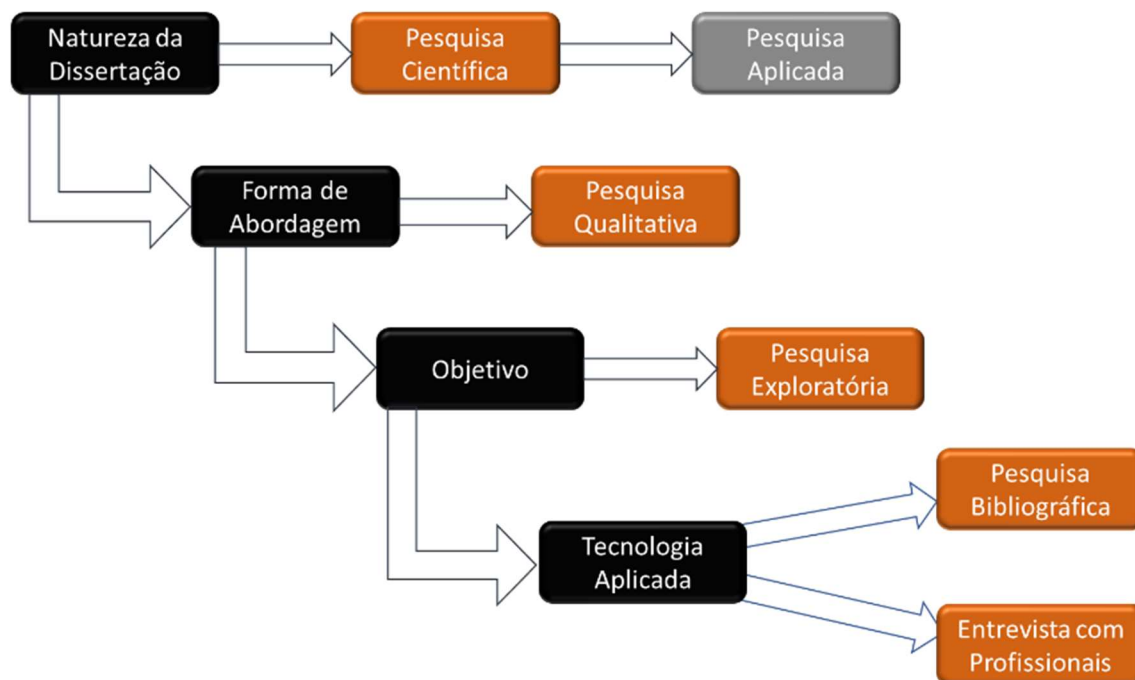 Natureza da
Dissertação
Pesquisa
Científica
Pesquisa
Aplicada
Forma de
Abordagem
Pesquisa
Qualitativa
Objetivo
Pesquisa
Exploratória
Pesquisa
Bibliográfica
Tecnologia
Aplicada
Entrevista com
Profissionais